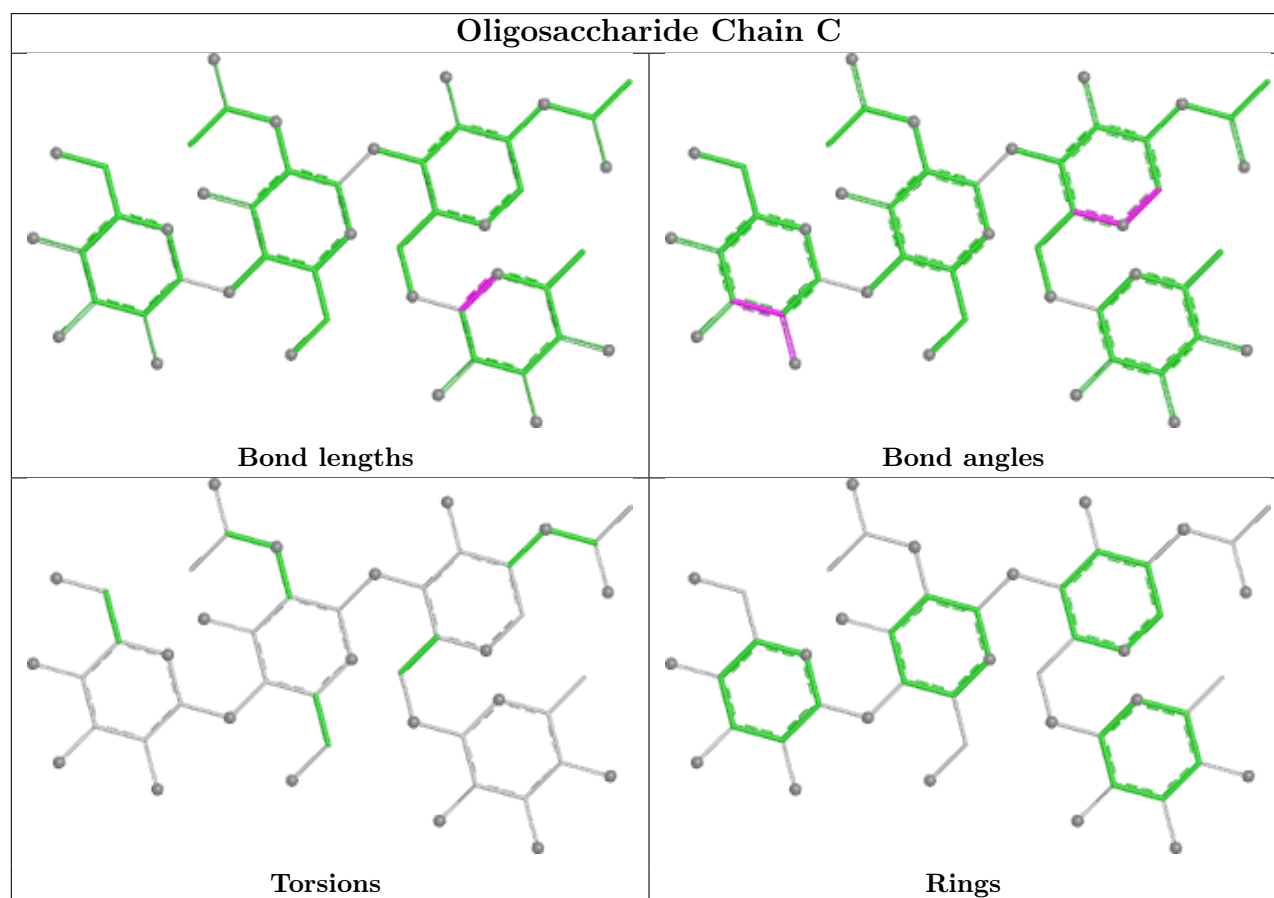 Oligosaccharide Chain C
Bond lengths
Bond angles
Torsions
Rings